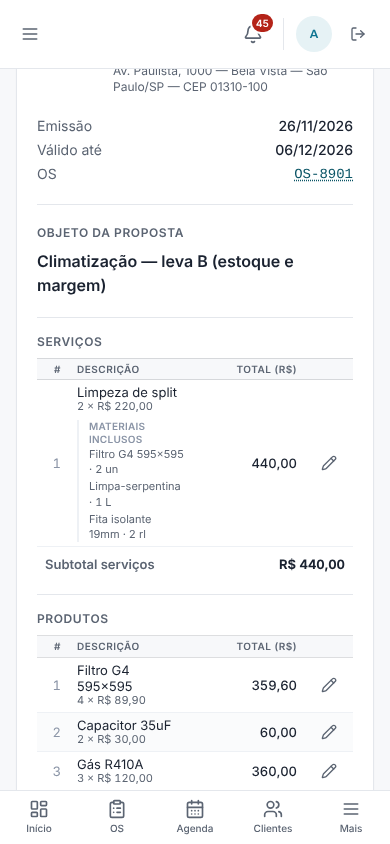 45
A
Av. Paulista, 1000 — Bela Vista — São
Paulo/SP — CEP 01310-100
Emissão 26/11/2026
Válido até 06/12/2026
OS OS-8901
OBJETO DA PROPOSTA
Climatização — leva B (estoque e
margem)
SERVIÇOS
# DESCRIÇÃO TOTAL (R$)
Limpeza de split
2 × R$ 220,00
MATERIAIS
INCLUSOS
Filtro G4 595×595
· 2 un
1 440,00
Limpa-serpentina
· 1 L
Fita isolante
19mm · 2 rl
Subtotal serviços R$ 440,00
PRODUTOS
# DESCRIÇÃO TOTAL (R$)
Filtro G4
1 595×595 359,60
4 × R$ 89,90
2 Capacitor 35uF 60,00
2 × R$ 30,00
3 Gás R410A 360,00
3 × R$ 120,00
Início OS Agenda Clientes Mais